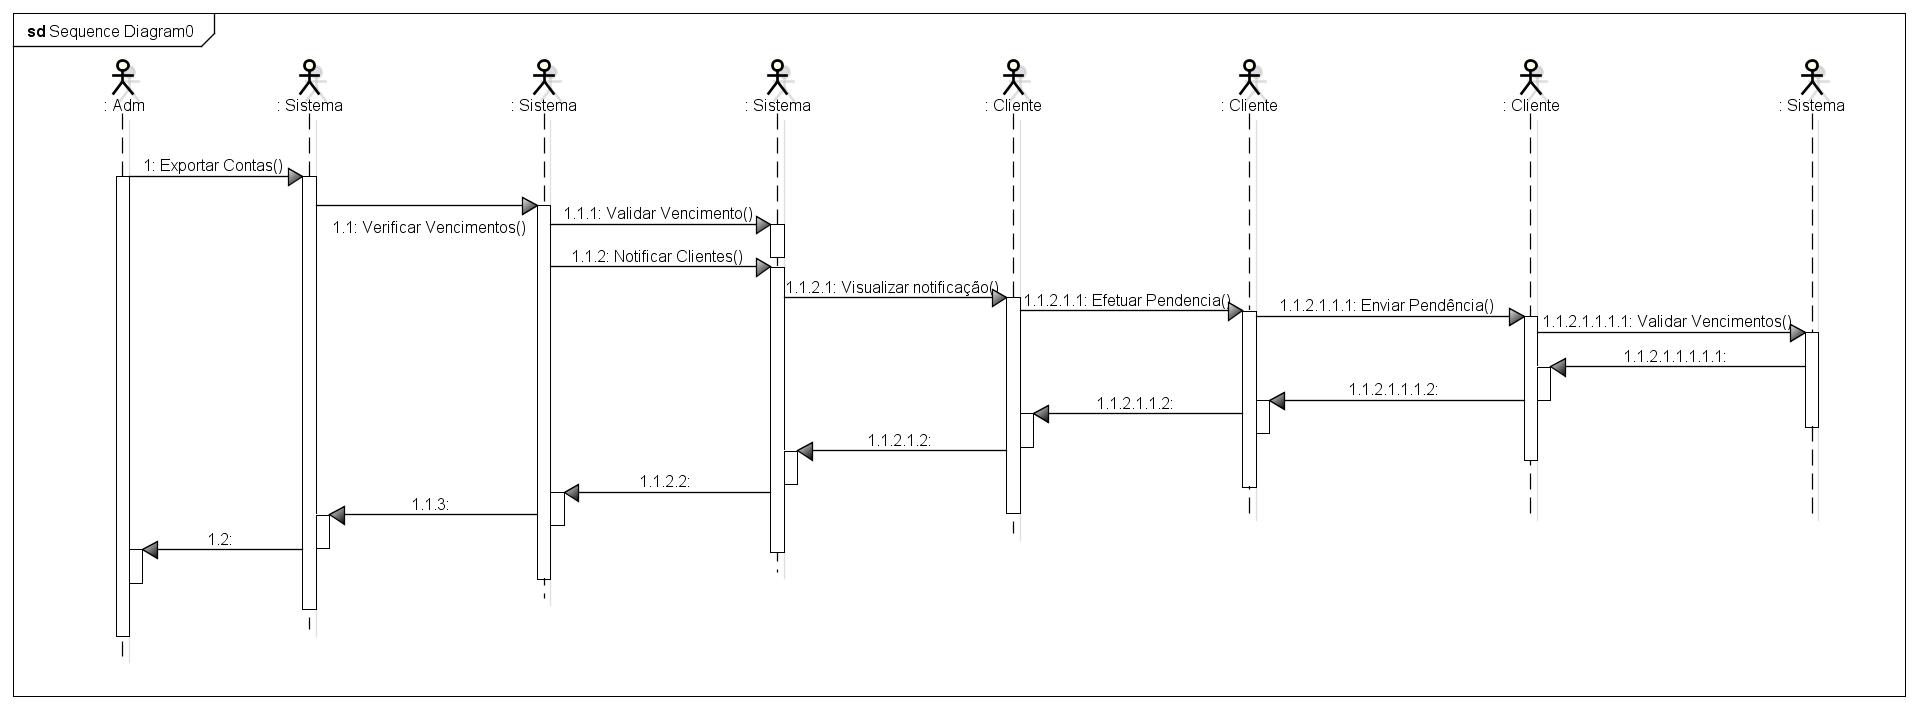 sd Sequence Diagram0
: Adm
: Sistema
: Sistema
: Sistema
: Cliente
: Cliente
: Cliente
: Sistema
1: Exportar Contas()
1.1: Verificar Vencimentos()
1.1.1: Validar Vencimento()
1.1.2: Notificar Clientes()
1.1.2.1: Visualizar notificação()
1.1.2.1.1: Efetuar Pendencia()
1.1.2.1.1.1: Enviar Pendência()
1.1.2.1.1.1.1: Validar Vencimentos()
1.1.2.1.1.1.1.1:
1.1.2.1.1.1.2:
1.1.2.1.1.2:
1.1.2.1.2:
1.1.2.2:
1.1.3:
1.2: